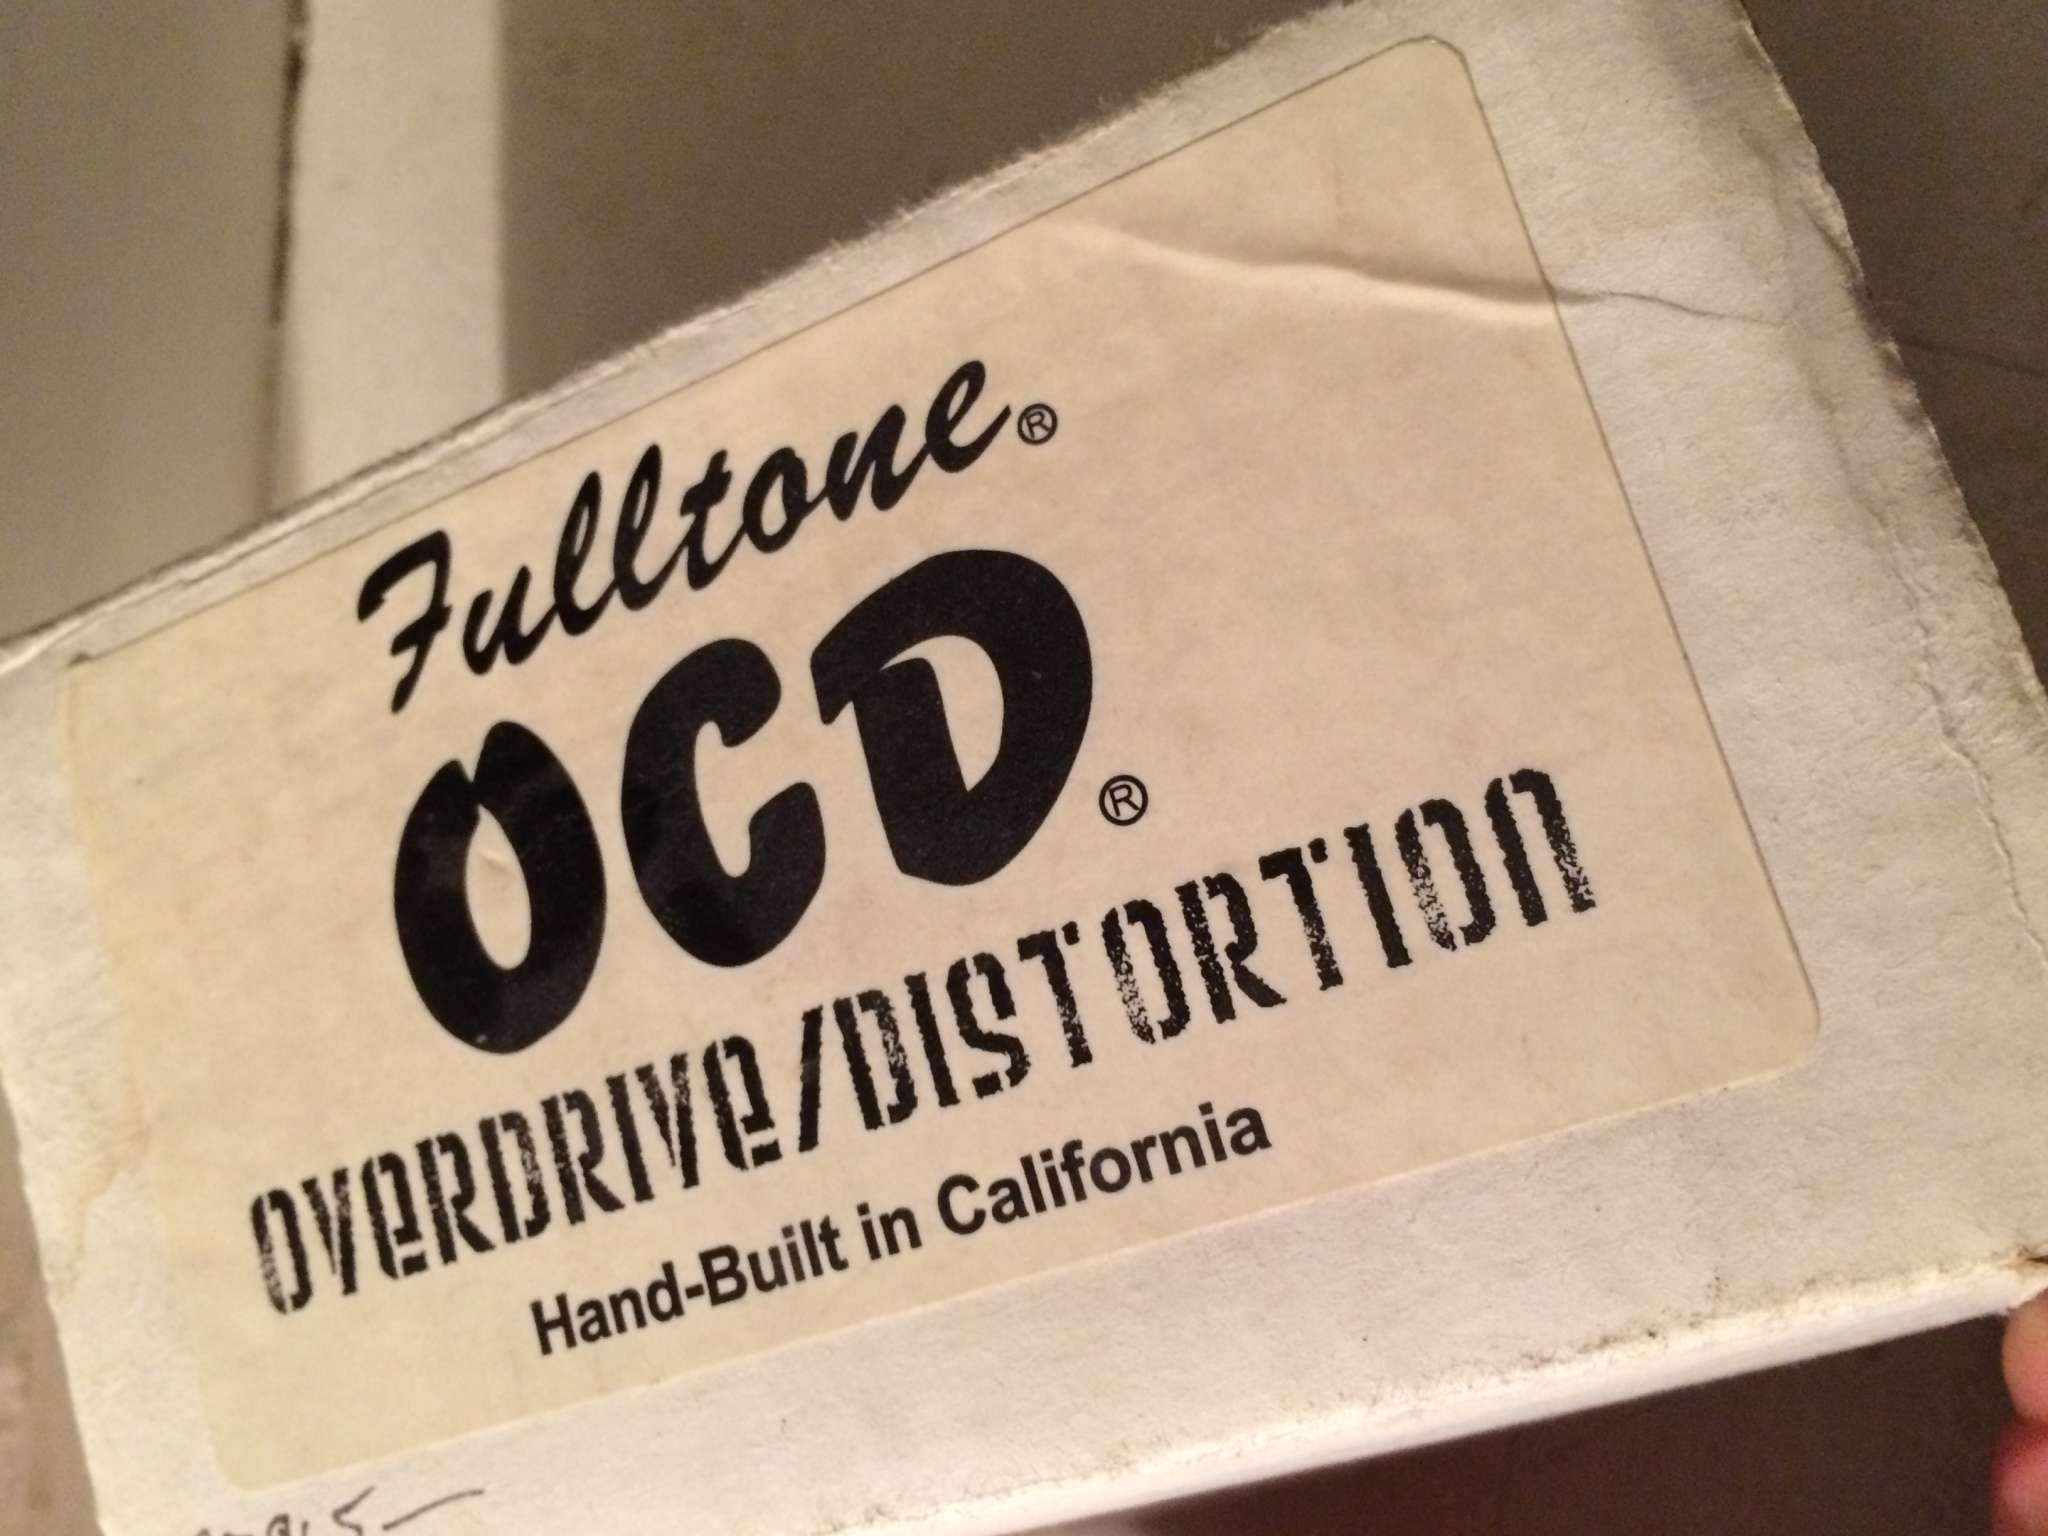 Fulltone®
OCD®
OVERDRIVE/DISTORTION
Hand-Built in California